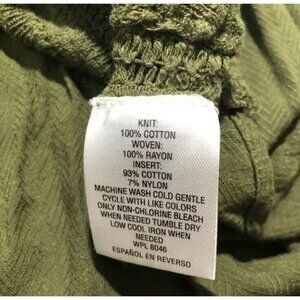 KNIT:
100% COTTON
WOVEN:
100% RAYON
INSERT:
93% COTTON
7% NYLON
MACHINE WASH COLD GENTLE
CYCLE WITH LIKE COLORS
ONLY NON-CHLORINE BLEACH
WHEN NEEDED TUMBLE DRY
LOW COOL IRON WHEN
NEEDED
WPL 8046
ESPAÑOL EN REVERSO